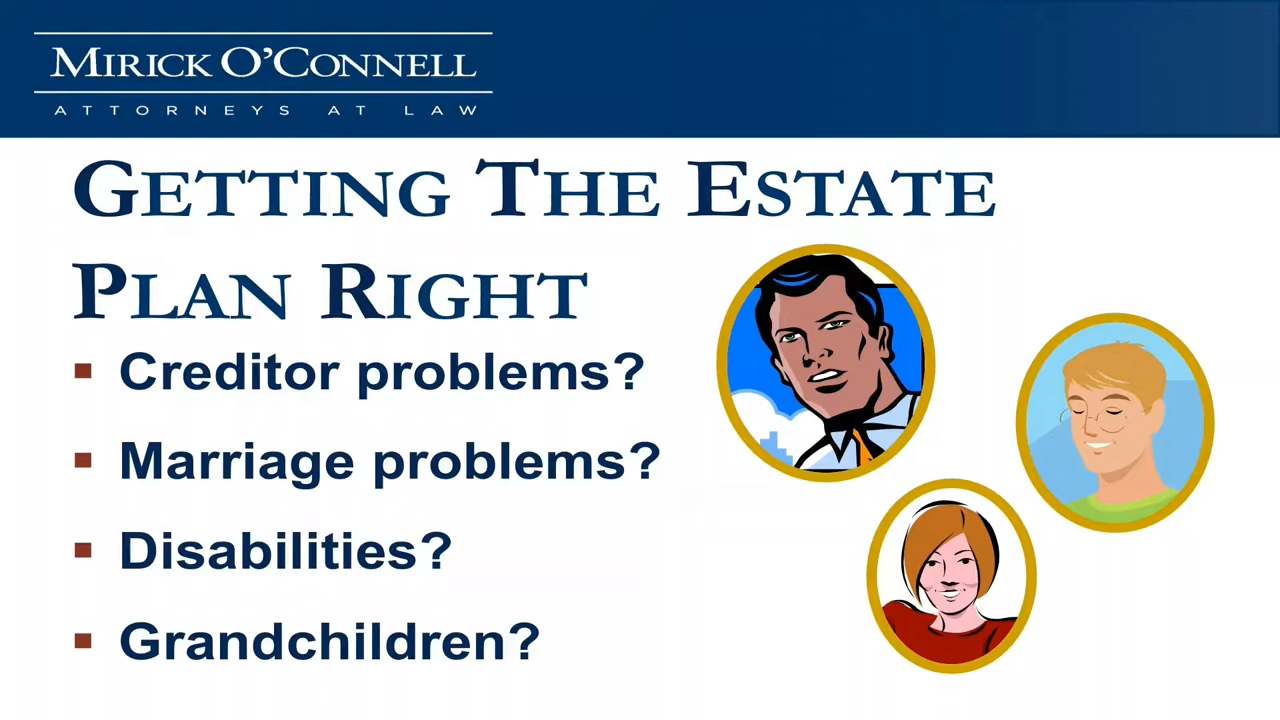 MIRICK O'CONNELL
ATTORNEYS AT LAW
GETTING THE ESTATE
PLAN RIGHT
▪ Creditor problems?
▪ Marriage problems?
▪ Disabilities?
▪ Grandchildren?